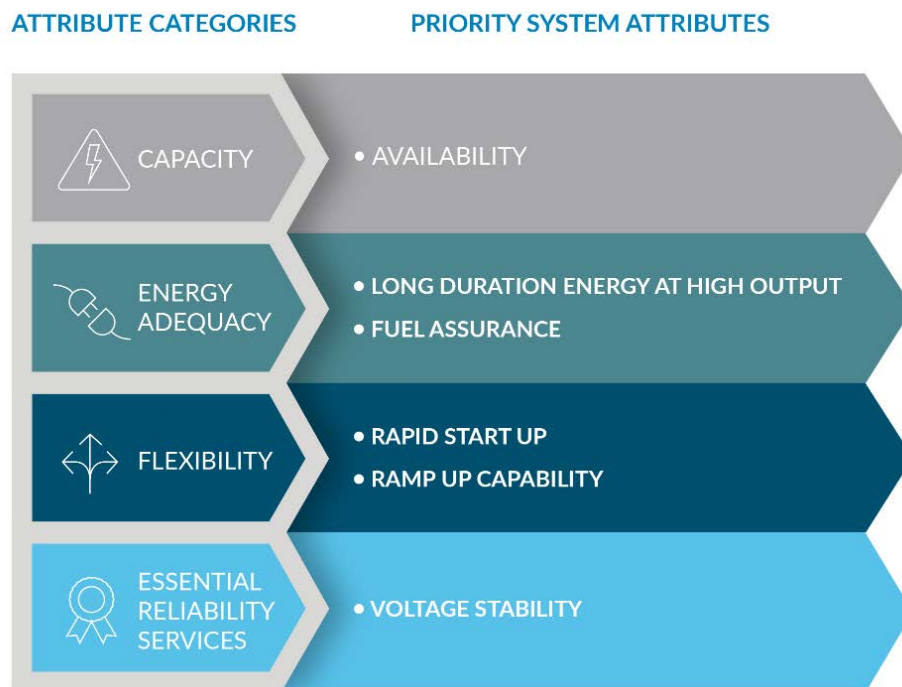 ATTRIBUTE CATEGORIES
PRIORITY SYSTEM ATTRIBUTES
CAPACITY
• AVAILABILITY
ENERGY
ADEQUACY
• LONG DURATION ENERGY AT HIGH OUTPUT
• FUEL ASSURANCE
FLEXIBILITY
• RAPID START UP
• RAMP UP CAPABILITY
ESSENTIAL
RELIABILITY
SERVICES
• VOLTAGE STABILITY